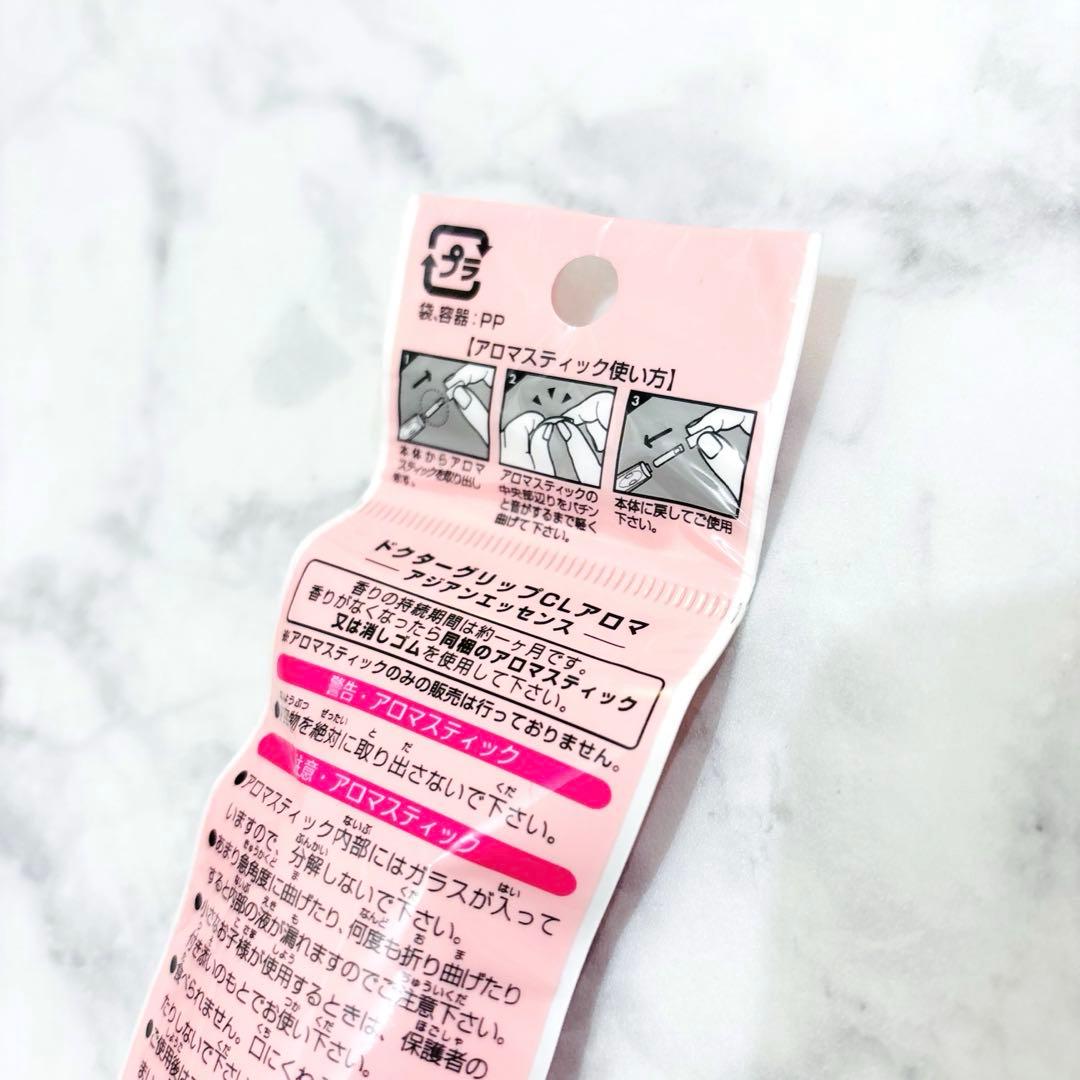 プラ
袋、容器:PP
【アロマスティック使い方】
1
2
3
本体からアロマ
スティックを取り出し
ます。
アロマスティックの
中央部辺りをパチン
と音がするまで軽く
曲げて下さい。
本体に戻してご使用
下さい。
ドクターグリップCLアロマ
アジアンエッセンス
香りの持続期間は約一ヶ月です。
香りがなくなったら同梱のアロマスティック
又は消しゴムを使用して下さい。
※アロマスティックのみの販売は行っておりません。
警告・アロマスティック
物を絶対に取り出さないで下さい。
注意・アロマスティック
●アロマスティック内部にはガラスが入って
いますので、分解しないで下さい。
●あまり急角度に曲げたり、何度も折り曲げたり
すると内部の液が漏れますのでご注意下さい。
●小さなお子様が使用するときは、保護者の
付き添いのもとでお使い下さい。
●食べられません。口にくわ
たりしないで下さい
●ご使用後は